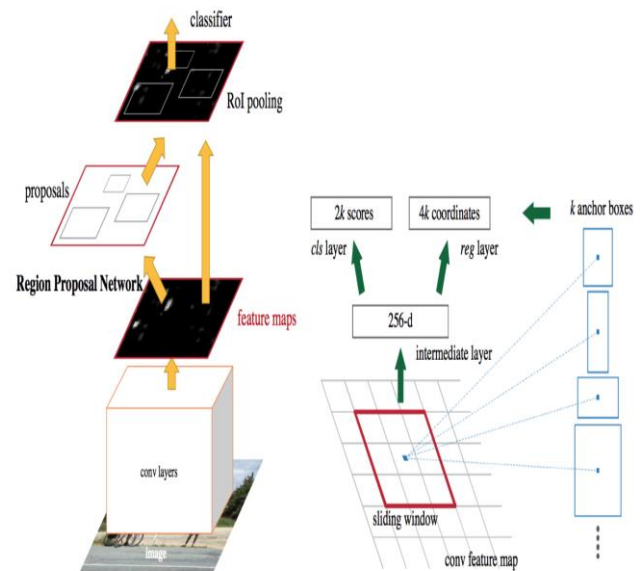 classifier
RoI pooling
proposals
Region Proposal Network
feature maps
conv layers
image
2k scores
4k coordinates
k anchor boxes
cls layer
reg layer
256-d
intermediate layer
sliding window
conv feature map